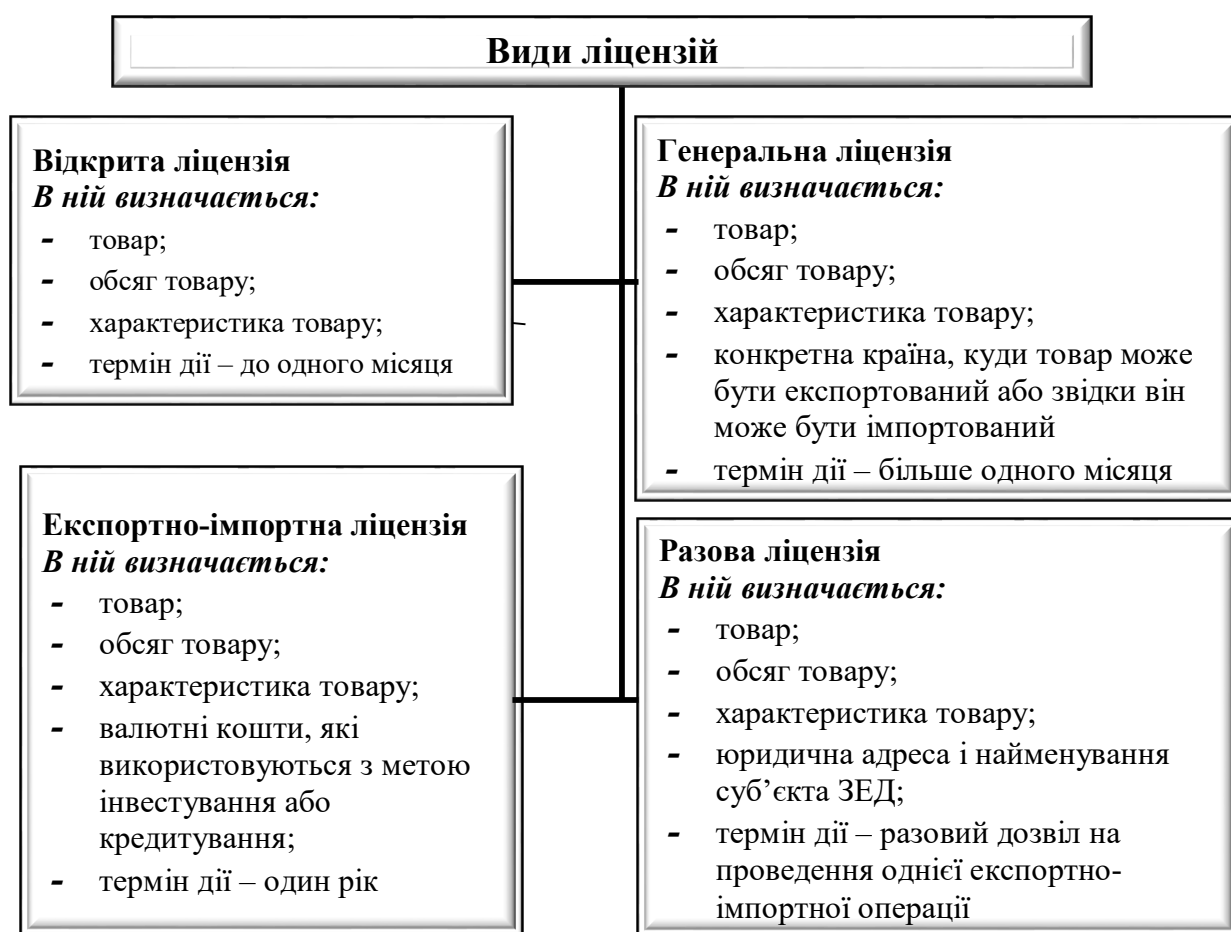 Види ліцензій
Відкрита ліцензія
В ній визначається:
- товар;
- обсяг товару;
- характеристика товару;
- термін дії – до одного місяця
Генеральна ліцензія
В ній визначається:
- товар;
- обсяг товару;
- характеристика товару;
- конкретна країна, куди товар може
бути експортований або звідки він
може бути імпортований
- термін дії – більше одного місяця
Експортно-імпортна ліцензія
В ній визначається:
- товар;
- обсяг товару;
- характеристика товару;
- валютні кошти, які
використовуються з метою
інвестування або
кредитування;
- термін дії – один рік
Разова ліцензія
В ній визначається:
- товар;
- обсяг товару;
- характеристика товару;
- юридична адреса і найменування
суб’єкта ЗЕД;
- термін дії – разовий дозвіл на
проведення однієї експортно-
імпортної операції